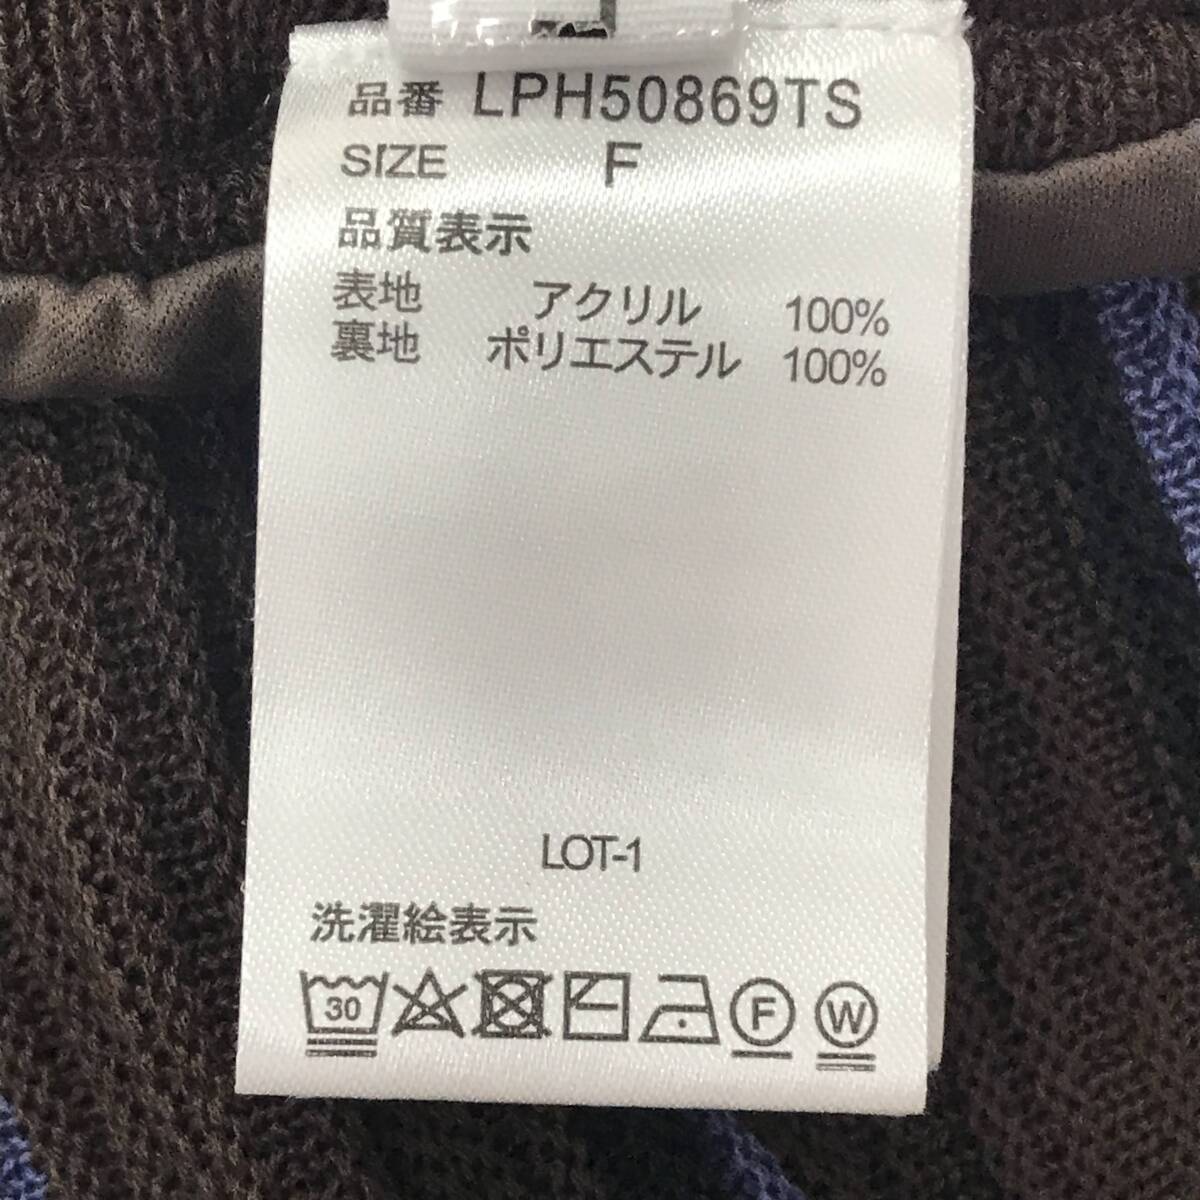 品番 LPH50869TS
SIZE F
品質表示
表地 アクリル 100%
裏地 ポリエステル 100%
LOT-1
洗濯絵表示
30 F W